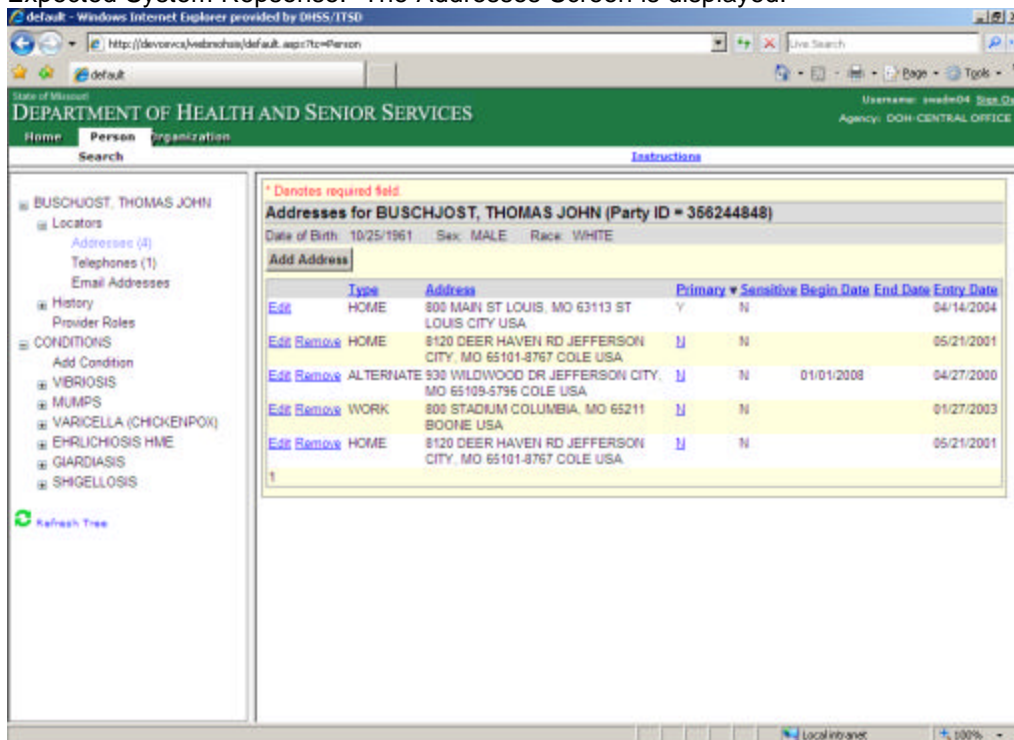 Expected System Repsonse: The Addresses Screen is displayed.
default - Windows Internet Explorer provided by DHSS/ITSD
http://devorvca/webmohsis/default.aspx?tc=Person
Live Search
default
Page Tools
State of Missouri
DEPARTMENT OF HEALTH AND SENIOR SERVICES
Username: swadm04 Sign Ou
Agency: DOH-CENTRAL OFFICE
Home Person Organization
Search Instructions
BUSCHJOST, THOMAS JOHN
Locators
Addresses (4)
Telephones (1)
Email Addresses
History
Provider Roles
CONDITIONS
Add Condition
VIBRIOSIS
MUMPS
VARICELLA (CHICKENPOX)
EHRLICHIOSIS HME
GIARDIASIS
SHIGELLOSIS
Refresh Tree
* Denotes required field.
Addresses for BUSCHJOST, THOMAS JOHN (Party ID = 356244848)
Date of Birth: 10/25/1961 Sex: MALE Race: WHITE
Add Address
Type Address Primary ▼ Sensitive Begin Date End Date Entry Date
Edit HOME 800 MAIN ST LOUIS, MO 63113 ST Y N 04/14/2004
LOUIS CITY USA
Edit Remove HOME 8120 DEER HAVEN RD JEFFERSON N N 05/21/2001
CITY, MO 65101-8767 COLE USA
Edit Remove ALTERNATE 930 WILDWOOD DR JEFFERSON CITY, N N 01/01/2008 04/27/2000
MO 65109-5796 COLE USA
Edit Remove WORK 800 STADIUM COLUMBIA, MO 65211 N N 01/27/2003
BOONE USA
Edit Remove HOME 8120 DEER HAVEN RD JEFFERSON N N 05/21/2001
CITY, MO 65101-8767 COLE USA
1
Local intranet 100%